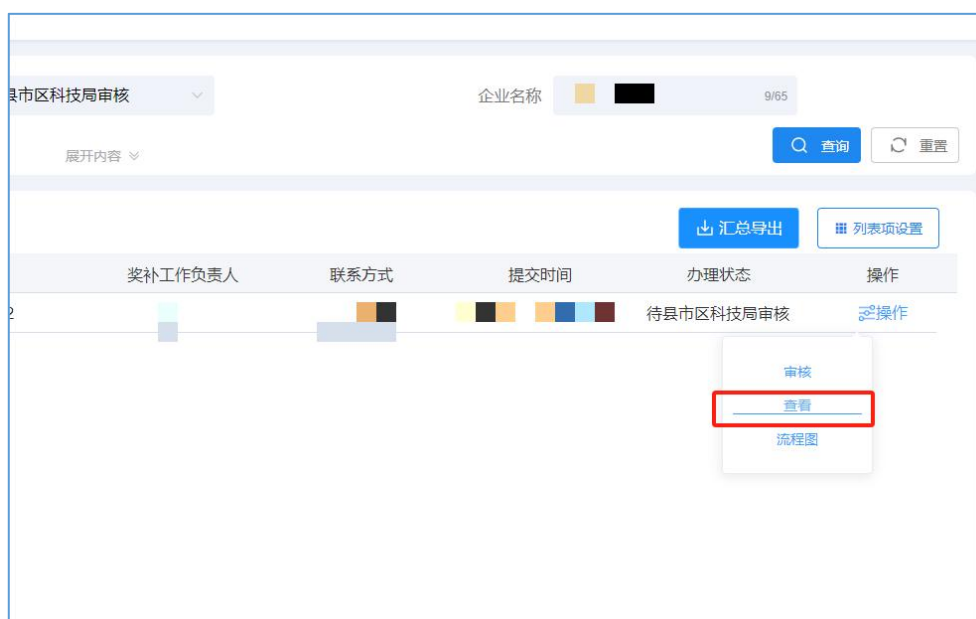 县市区科技局审核
企业名称 9/65
展开内容
查询 重置
汇总导出 列表项设置
奖补工作负责人 联系方式 提交时间 办理状态 操作
2 待县市区科技局审核 操作
审核
查看
流程图